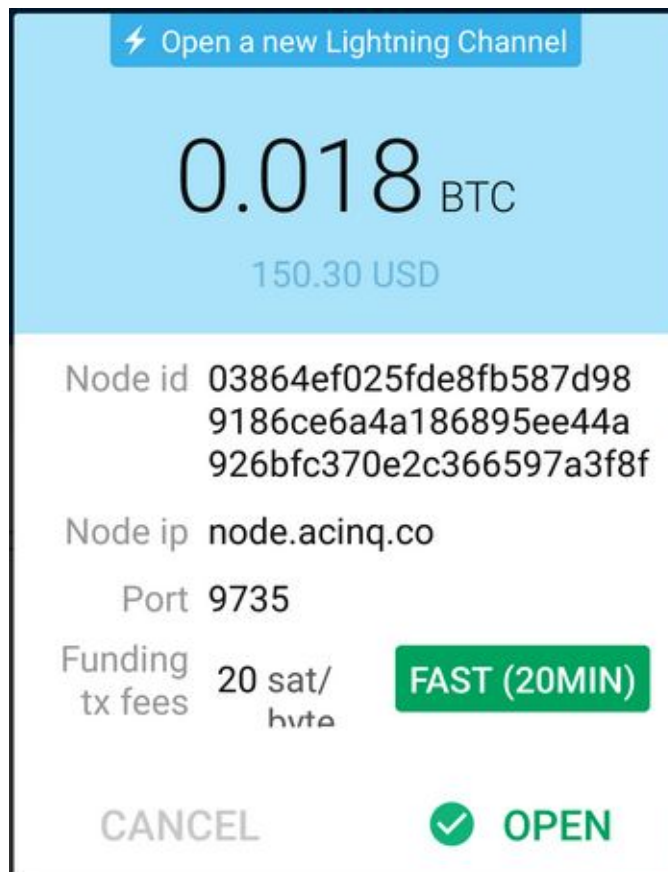 Open a new Lightning Channel
0.018 BTC
150.30 USD
Node id 03864ef025fde8fb587d98
9186ce6a4a186895ee44a
926bfc370e2c366597a3f8f
Node ip node.acinq.co
Port 9735
Funding
tx fees
20 sat/
byte
FAST (20MIN)
CANCEL
OPEN